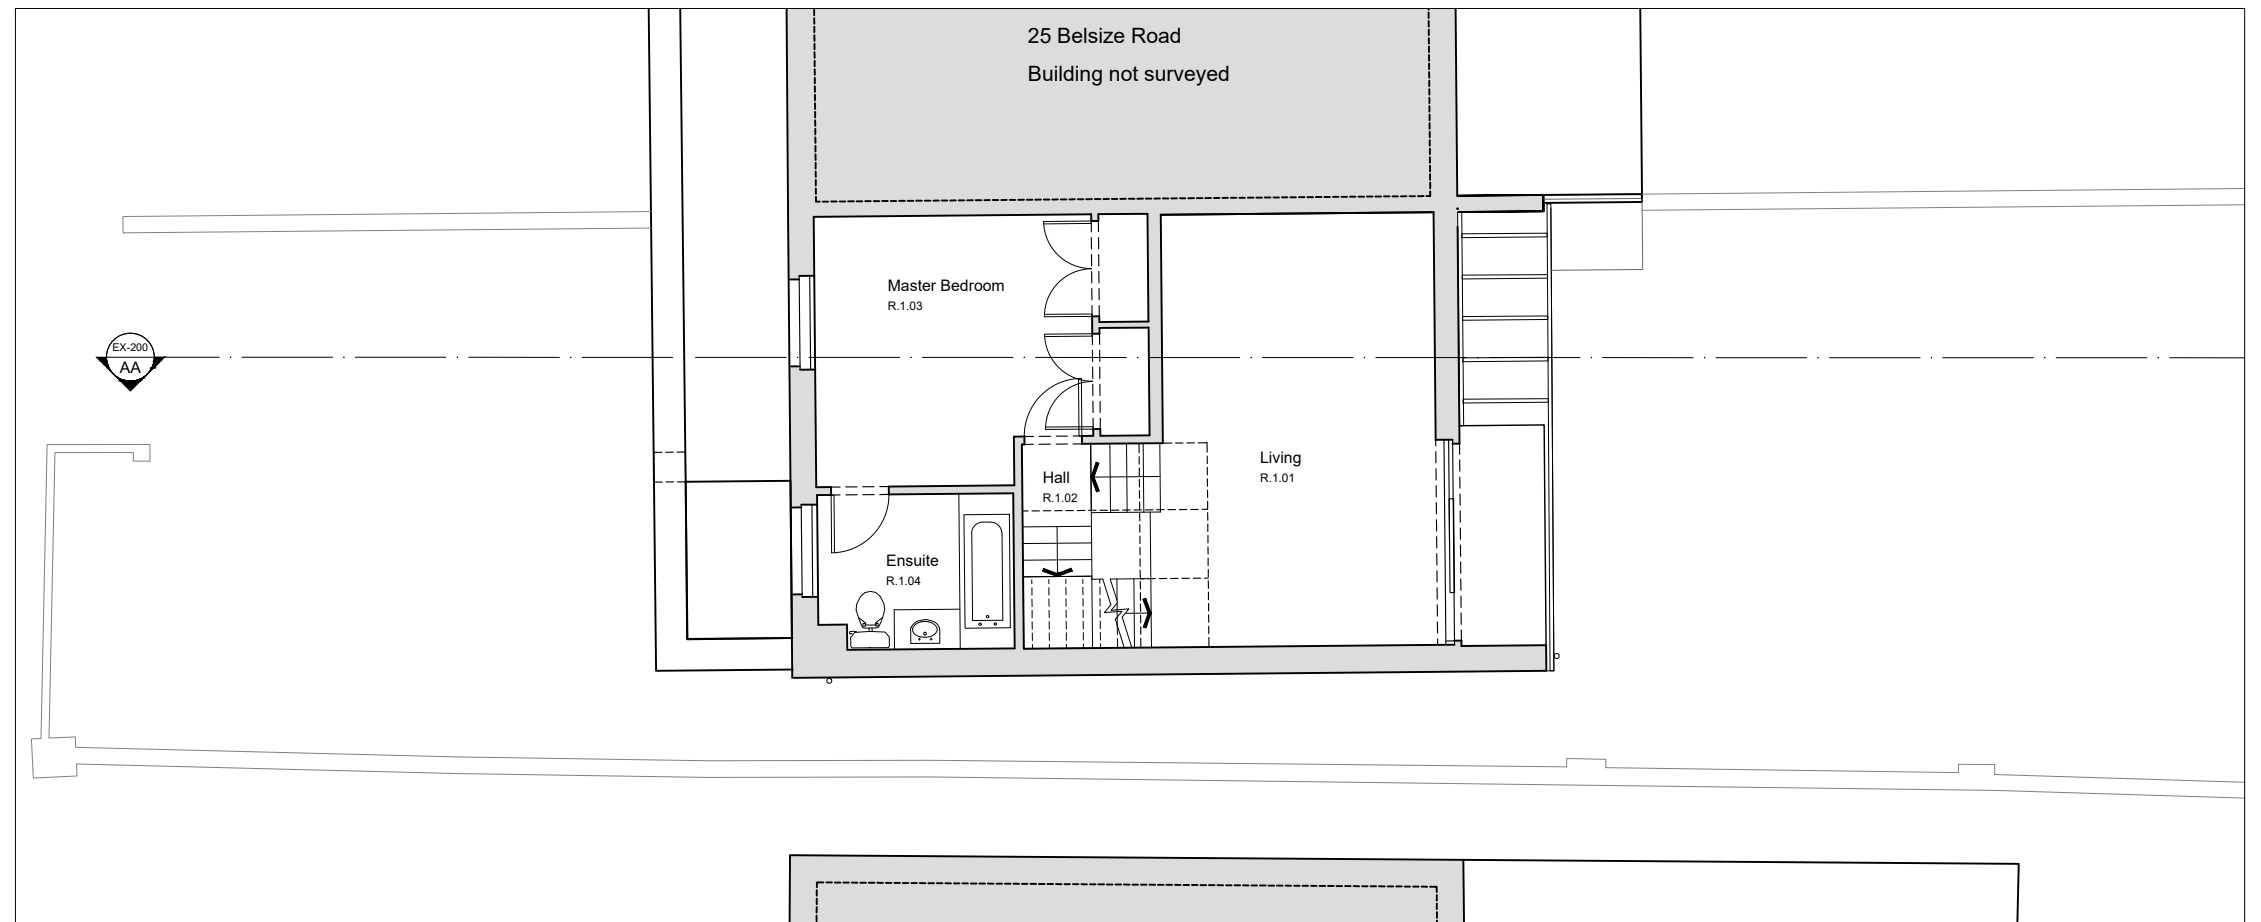 25 Belsize Road
Building not surveyed
Master Bedroom
R.1.03
EX-200
AA
Living
R.1.01
Hall
R.1.02
Ensuite
R.1.04